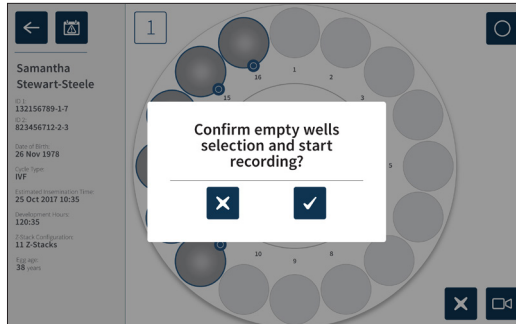 1
Samantha
Stewart-Steele
ID 1:
132156789-1-7
ID 2:
823456712-2-3
Date of Birth:
26 Nov 1978
Cycle Type:
IVF
Estimated Insemination Time:
25 Oct 2017 10:35
Development Hours:
120:35
Z-Stack Configuration:
11 Z-Stacks
Egg age:
38 years
16
1
2
15
3
5
10
9
8
Confirm empty wells
selection and start
recording?